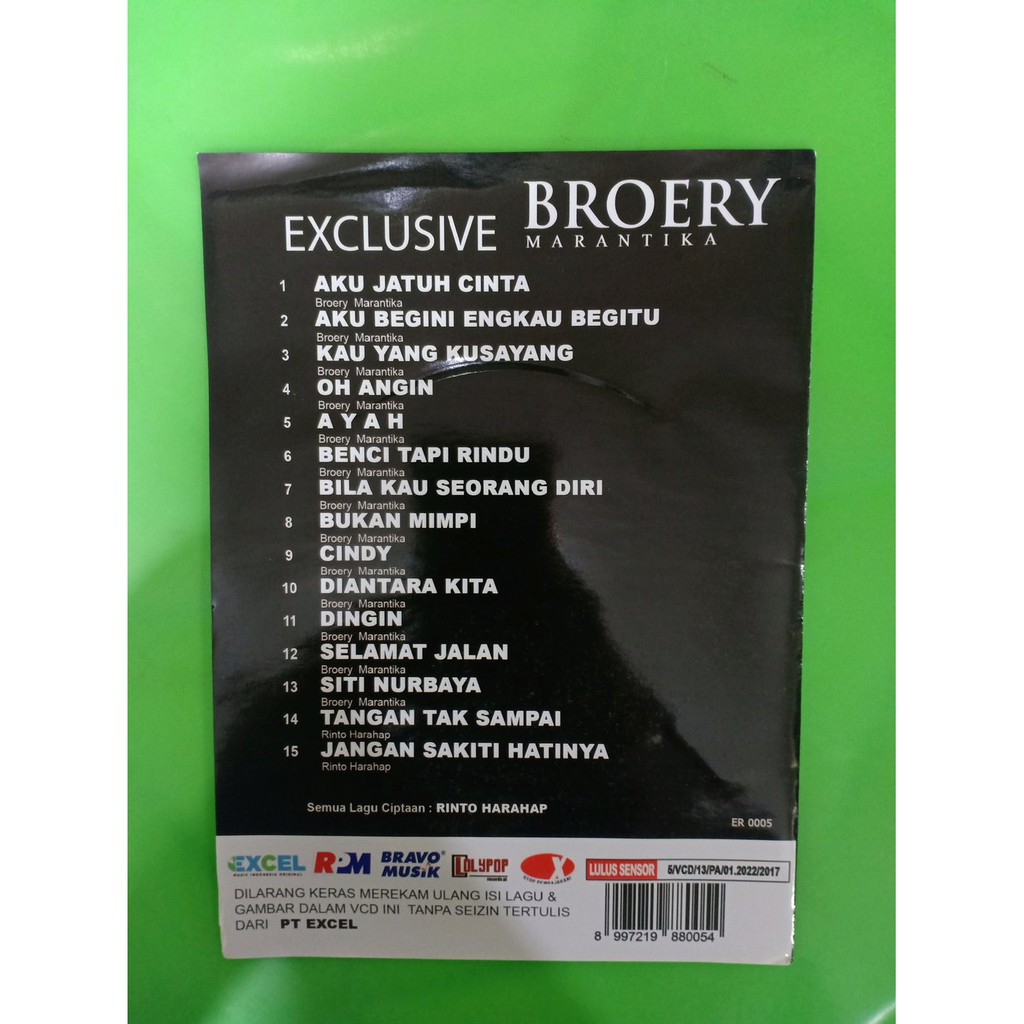 BROERY
EXCLUSIVE MARANTIKA
1 AKU JATUH CINTA
Broery Marantika
2 AKU BEGINI ENGKAU BEGITU
Broery Marantika
3 KAU YANG KUSAYANG
Broery Marantika
4 OH ANGIN
Broery Marantika
5 A Y A H
Broery Marantika
6 BENCI TAPI RINDU
Broery Marantika
7 BILA KAU SEORANG DIRI
Broery Marantika
8 BUKAN MIMPI
Broery Marantika
9 CINDY
Broery Marantika
10 DIANTARA KITA
Broery Marantika
11 DINGIN
Broery Marantika
12 SELAMAT JALAN
Broery Marantika
13 SITI NURBAYA
Broery Marantika
14 TANGAN TAK SAMPAI
Rinto Harahap
15 JANGAN SAKITI HATINYA
Rinto Harahap
Semua Lagu Ciptaan : RINTO HARAHAP
ER 0005
EXCEL RPM BRAVO MUSIK LOLYPOP LULUS SENSOR 5/VCD/13/PA/01.2022/2017
MUSIC INDONESIA ORIGINAL
DILARANG KERAS MEREKAM ULANG ISI LAGU &
GAMBAR DALAM VCD INI TANPA SEIZIN TERTULIS
DARI PT EXCEL
8 997219 880054